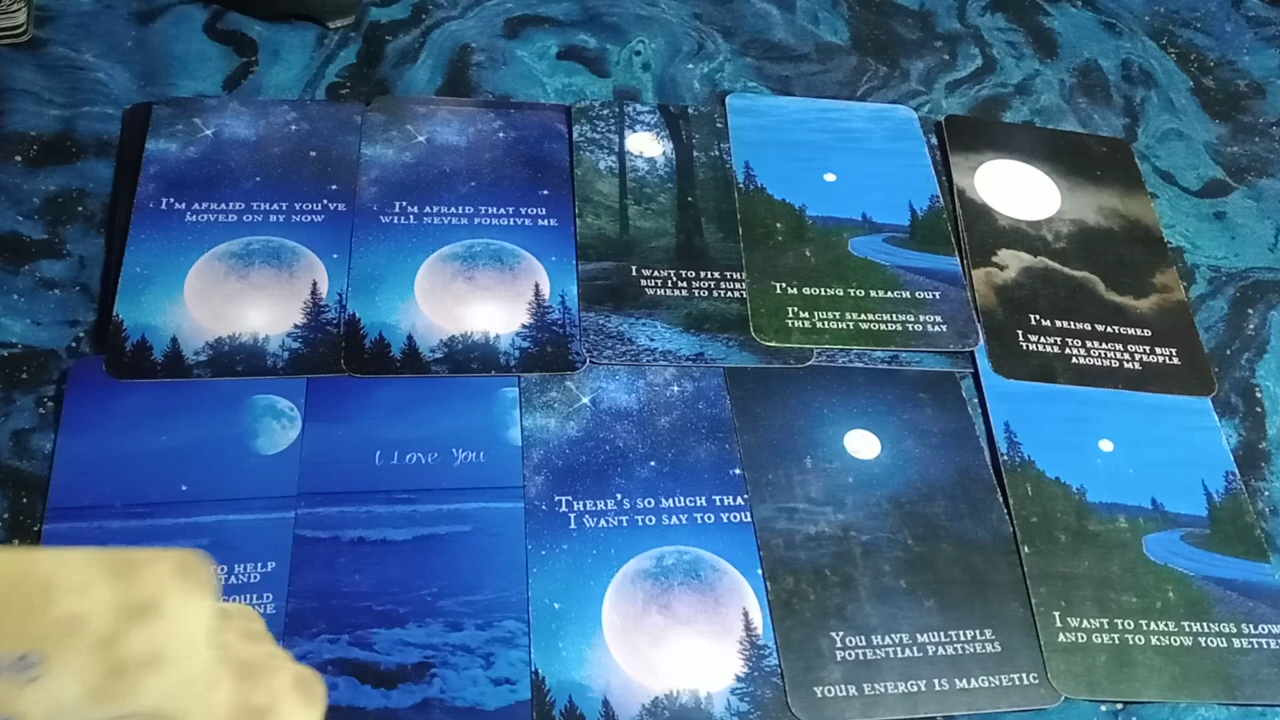 I'M AFRAID THAT YOU'VE
MOVED ON BY NOW
I'M AFRAID THAT YOU
WILL NEVER FORGIVE ME
I WANT TO FIX
BUT I'M NOT
WHERE TO START
I'M GOING TO REACH OUT
I'M JUST SEARCHING FOR
THE RIGHT WORDS TO SAY
I'M BEING WATCHED
I WANT TO REACH OUT BUT
THERE ARE OTHER PEOPLE
AROUND ME
TO HELP
I Love You
THERE'S SO MUCH
I WANT TO SAY TO YOU
YOU HAVE MULTIPLE
POTENTIAL PARTNERS
YOUR ENERGY IS MAGNETIC
I WANT TO TAKE THINGS SLOW
AND GET TO KNOW YOU